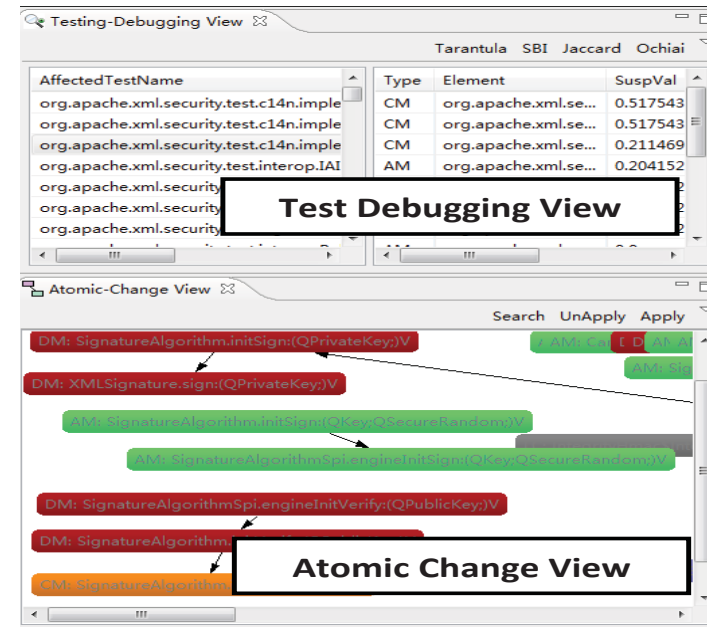 Testing-Debugging View
Tarantula SBI Jaccard Ochiai
AffectedTestName
Type Element SuspVal
org.apache.xml.security.test.c14n.imple
CM org.apache.xml.se... 0.517543
org.apache.xml.security.test.c14n.imple
CM org.apache.xml.se... 0.517543
org.apache.xml.security.test.c14n.imple
CM org.apache.xml.se... 0.211469
org.apache.xml.security.test.interop.IAI
AM org.apache.xml.se... 0.204152
org.apache.xml.security
org.apache.xml.security
org.apache.xml.security
Test Debugging View
Atomic-Change View
Search UnApply Apply
DM: SignatureAlgorithm.initSign:(QPrivateKey;)V
AM: Ca
AM: Sig
DM: XMLSignature.sign:(QPrivateKey;)V
AM: SignatureAlgorithm.initSign:(QKey;QSecureRandom;)V
AM: SignatureAlgorithmSpi.engineInitSign:(QKey;QSecureRandom;)V
DM: SignatureAlgorithmSpi.engineInitVerify:(QPublicKey;)V
DM: SignatureAlgorithm.
CM: SignatureAlgorithm.
Atomic Change View